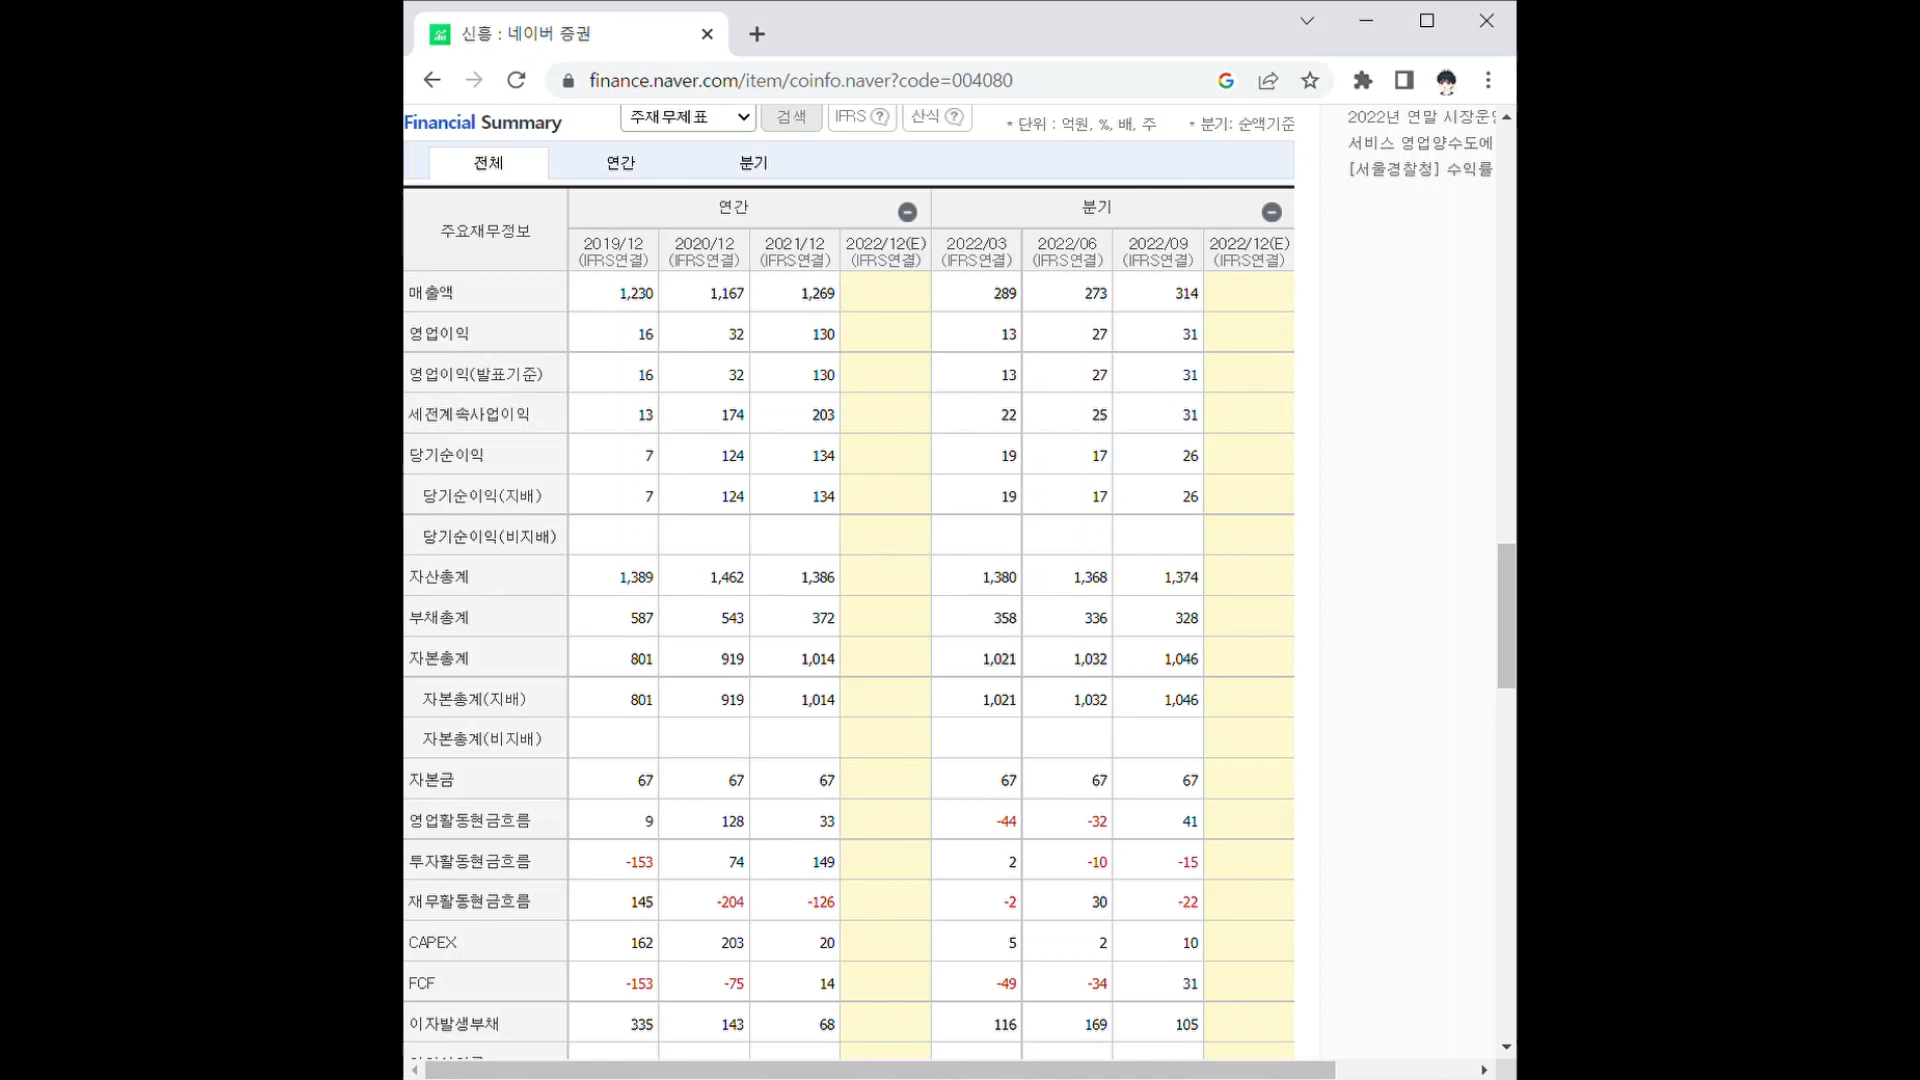 신흥 : 네이버 증권
finance.naver.com/item/coinfo.naver?code=004080
Financial Summary 주재무제표 검색 IFRS ? 산식 ? * 단위 : 억원, %, 배, 주 * 분기: 순액기준
전체 연간 분기
주요재무정보 연간 분기
2019/12 2020/12 2021/12 2022/12(E) 2022/03 2022/06 2022/09 2022/12(E)
(IFRS연결) (IFRS연결) (IFRS연결) (IFRS연결) (IFRS연결) (IFRS연결) (IFRS연결) (IFRS연결)
매출액 1,230 1,167 1,269 289 273 314
영업이익 16 32 130 13 27 31
영업이익(발표기준) 16 32 130 13 27 31
세전계속사업이익 13 174 203 22 25 31
당기순이익 7 124 134 19 17 26
당기순이익(지배) 7 124 134 19 17 26
당기순이익(비지배)
자산총계 1,389 1,462 1,386 1,380 1,368 1,374
부채총계 587 543 372 358 336 328
자본총계 801 919 1,014 1,021 1,032 1,046
자본총계(지배) 801 919 1,014 1,021 1,032 1,046
자본총계(비지배)
자본금 67 67 67 67 67 67
영업활동현금흐름 9 128 33 -44 -32 41
투자활동현금흐름 -153 74 149 2 -10 -15
재무활동현금흐름 145 -204 -126 -2 30 -22
CAPEX 162 203 20 5 2 10
FCF -153 -75 14 -49 -34 31
이자발생부채 335 143 68 116 169 105
2022년 연말 시장운영
서비스 영업양수도에
[서울경찰청] 수익률